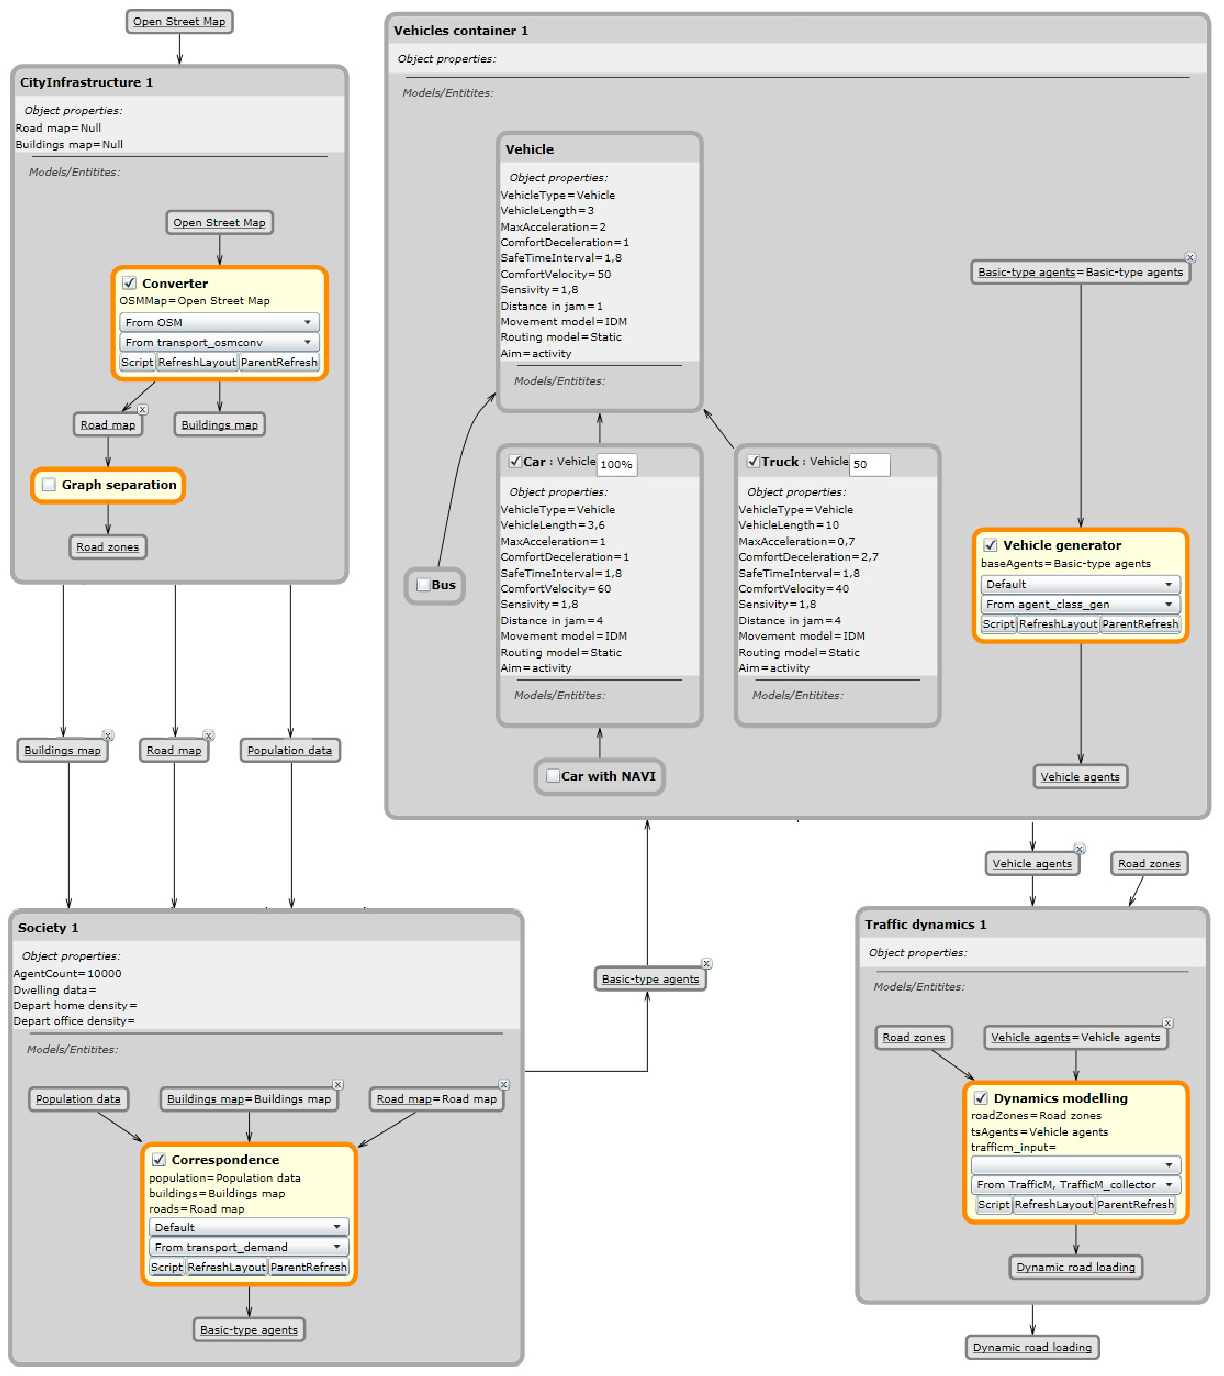 Open Street Map
CityInfrastructure 1
Object properties:
Road map=Null
Buildings map=Null
Models/Entitites:
Open Street Map
Converter
OSMMap=Open Street Map
From OSM
From transport_osmconv
Script RefreshLayout ParentRefresh
Road map
x
Buildings map
Graph separation
Road zones
Buildings map
x
Road map
x
Population data
Society 1
Object properties:
AgentCount=10000
Dwelling data=
Depart home density=
Depart office density=
Models/Entitites:
Population data
Buildings map=Buildings map
x
Road map=Road map
x
Correspondence
population=Population data
buildings=Buildings map
roads=Road map
Default
From transport_demand
Script RefreshLayout ParentRefresh
Basic-type agents
Basic-type agents
x
Vehicles container 1
Object properties:
Models/Entitites:
Vehicle
Object properties:
VehicleType=Vehicle
VehicleLength=3
MaxAcceleration=2
ComfortDeceleration=1
SafeTimeInterval=1,8
ComfortVelocity=50
Sensivity=1,8
Distance in jam=1
Movement model=IDM
Routing model=Static
Aim=activity
Models/Entitites:
Bus
Car : Vehicle 100%
Object properties:
VehicleType=Vehicle
VehicleLength=3,6
MaxAcceleration=1
ComfortDeceleration=1
SafeTimeInterval=1,8
ComfortVelocity=60
Sensivity=1,8
Distance in jam=4
Movement model=IDM
Routing model=Static
Aim=activity
Models/Entitites:
Car with NAVI
Truck : Vehicle 50
Object properties:
VehicleType=Vehicle
VehicleLength=10
MaxAcceleration=0,7
ComfortDeceleration=2,7
SafeTimeInterval=1,8
ComfortVelocity=40
Sensivity=1,8
Distance in jam=4
Movement model=IDM
Routing model=Static
Aim=activity
Models/Entitites:
Basic-type agents=Basic-type agents
x
Vehicle generator
baseAgents=Basic-type agents
Default
From agent_class_gen
Script RefreshLayout ParentRefresh
Vehicle agents
Vehicle agents
x
Road zones
Traffic dynamics 1
Object properties:
Models/Entitites:
Road zones
Vehicle agents=Vehicle agents
x
Dynamics modelling
roadZones=Road zones
tsAgents=Vehicle agents
trafficm_input=
From TrafficM, TrafficM_collector
Script RefreshLayout ParentRefresh
Dynamic road loading
Dynamic road loading